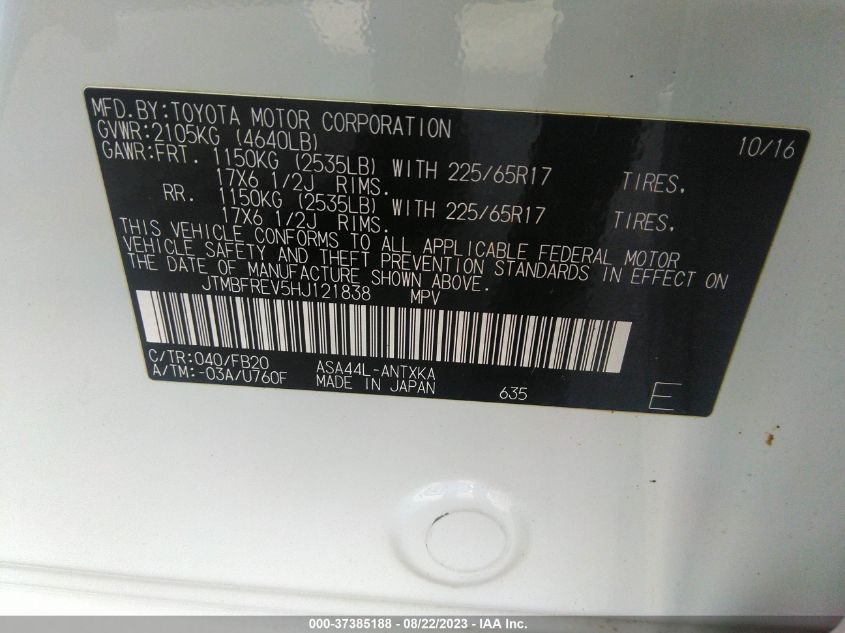 MFD.BY:TOYOTA MOTOR CORPORATION 10/16
GVWR:2105KG (4640LB)
GAWR:FRT. 1150KG (2535LB) WITH 225/65R17 TIRES.
17X6 1/2J RIMS.
RR. 1150KG (2535LB) WITH 225/65R17 TIRES.
17X6 1/2J RIMS.
THIS VEHICLE CONFORMS TO ALL APPLICABLE FEDERAL MOTOR
VEHICLE SAFETY AND THEFT PREVENTION STANDARDS IN EFFECT ON
THE DATE OF MANUFACTURE SHOWN ABOVE.
JTMBFREV5HJ121838 MPV
C/TR:040/FB20 ASA44L-ANTXKA
A/TM:-03A/U760F MADE IN JAPAN 635 E
000-37385188 - 08/22/2023 - IAA Inc.